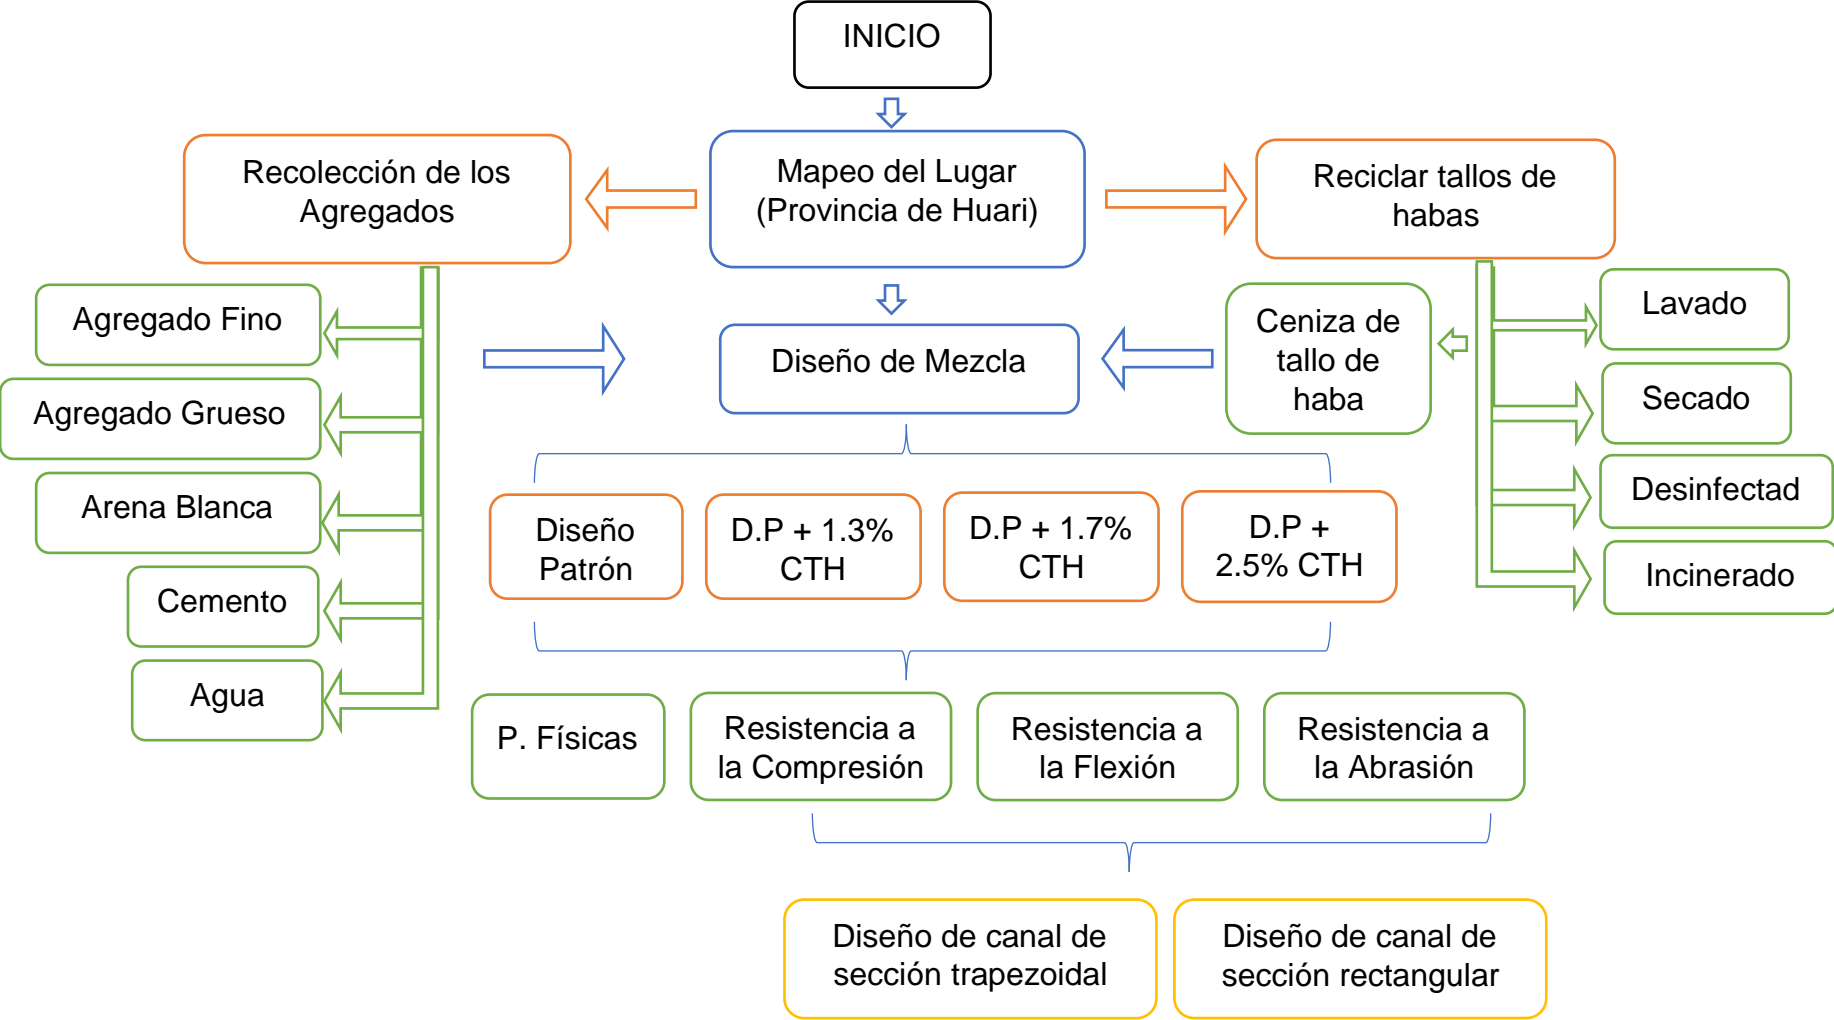 INICIO
Recolección de los
Agregados
Mapeo del Lugar
(Provincia de Huari)
Reciclar tallos de
habas
Agregado Fino
Agregado Grueso
Arena Blanca
Cemento
Agua
Diseño de Mezcla
Ceniza de
tallo de
haba
Lavado
Secado
Desinfectad
Incinerado
Diseño
Patrón
D.P + 1.3%
CTH
D.P + 1.7%
CTH
D.P +
2.5% CTH
P. Físicas
Resistencia a
la Compresión
Resistencia a
la Flexión
Resistencia a
la Abrasión
Diseño de canal de
sección trapezoidal
Diseño de canal de
sección rectangular